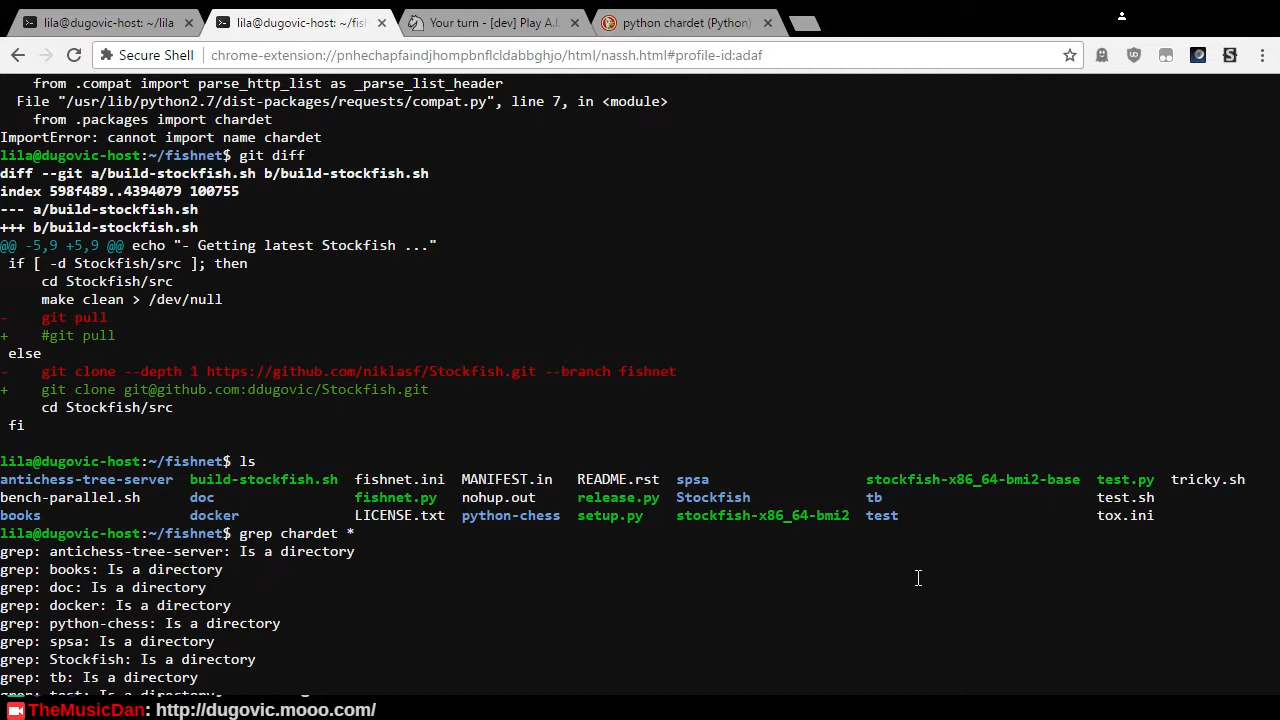 lila@dugovic-host: ~/lila
lila@dugovic-host: ~/fish
Your turn - [dev] Play A.I.
python chardet (Python)
Secure Shell
chrome-extension://pnhechapfaindjhompbnflcldabbghjo/html/nassh.html#profile-id:adaf
from .compat import parse_http_list as _parse_list_header
File "/usr/lib/python2.7/dist-packages/requests/compat.py", line 7, in <module>
from .packages import chardet
ImportError: cannot import name chardet
lila@dugovic-host:~/fishnet$ git diff
diff --git a/build-stockfish.sh b/build-stockfish.sh
index 598f489..4394079 100755
--- a/build-stockfish.sh
+++ b/build-stockfish.sh
@@ -5,9 +5,9 @@ echo "- Getting latest Stockfish ..."
if [ -d Stockfish/src ]; then
cd Stockfish/src
make clean > /dev/null
- git pull
+ #git pull
else
- git clone --depth 1 https://github.com/niklasf/Stockfish.git --branch fishnet
+ git clone git@github.com:ddugovic/Stockfish.git
cd Stockfish/src
fi
lila@dugovic-host:~/fishnet$ ls
antichess-tree-server build-stockfish.sh fishnet.ini MANIFEST.in README.rst spsa stockfish-x86_64-bmi2-base test.py tricky.sh
bench-parallel.sh doc fishnet.py nohup.out release.py Stockfish tb test.sh
books docker LICENSE.txt python-chess setup.py stockfish-x86_64-bmi2 test tox.ini
lila@dugovic-host:~/fishnet$ grep chardet *
grep: antichess-tree-server: Is a directory
grep: books: Is a directory
grep: doc: Is a directory
grep: docker: Is a directory
grep: python-chess: Is a directory
grep: spsa: Is a directory
grep: Stockfish: Is a directory
grep: tb: Is a directory
grep: test: Is a directory
TheMusicDan: http://dugovic.mooo.com/